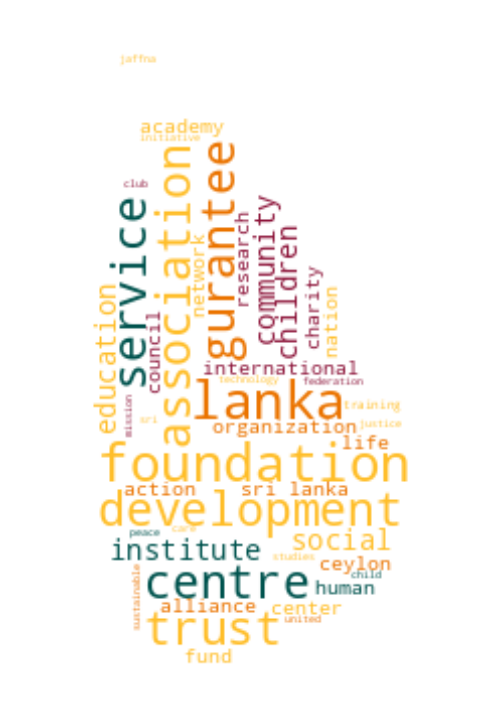 jaffna
academy
initiative
club
service
association
gurantee
network
research
community
children
charity
nation
education
council
mission
international
technology
federation
lanka
training
sri
organization
justice
life
foundation
action
sri lanka
development
peace
care
social
institute
studies
ceylon
child
centre
human
sustainable
alliance
center
trust
united
fund